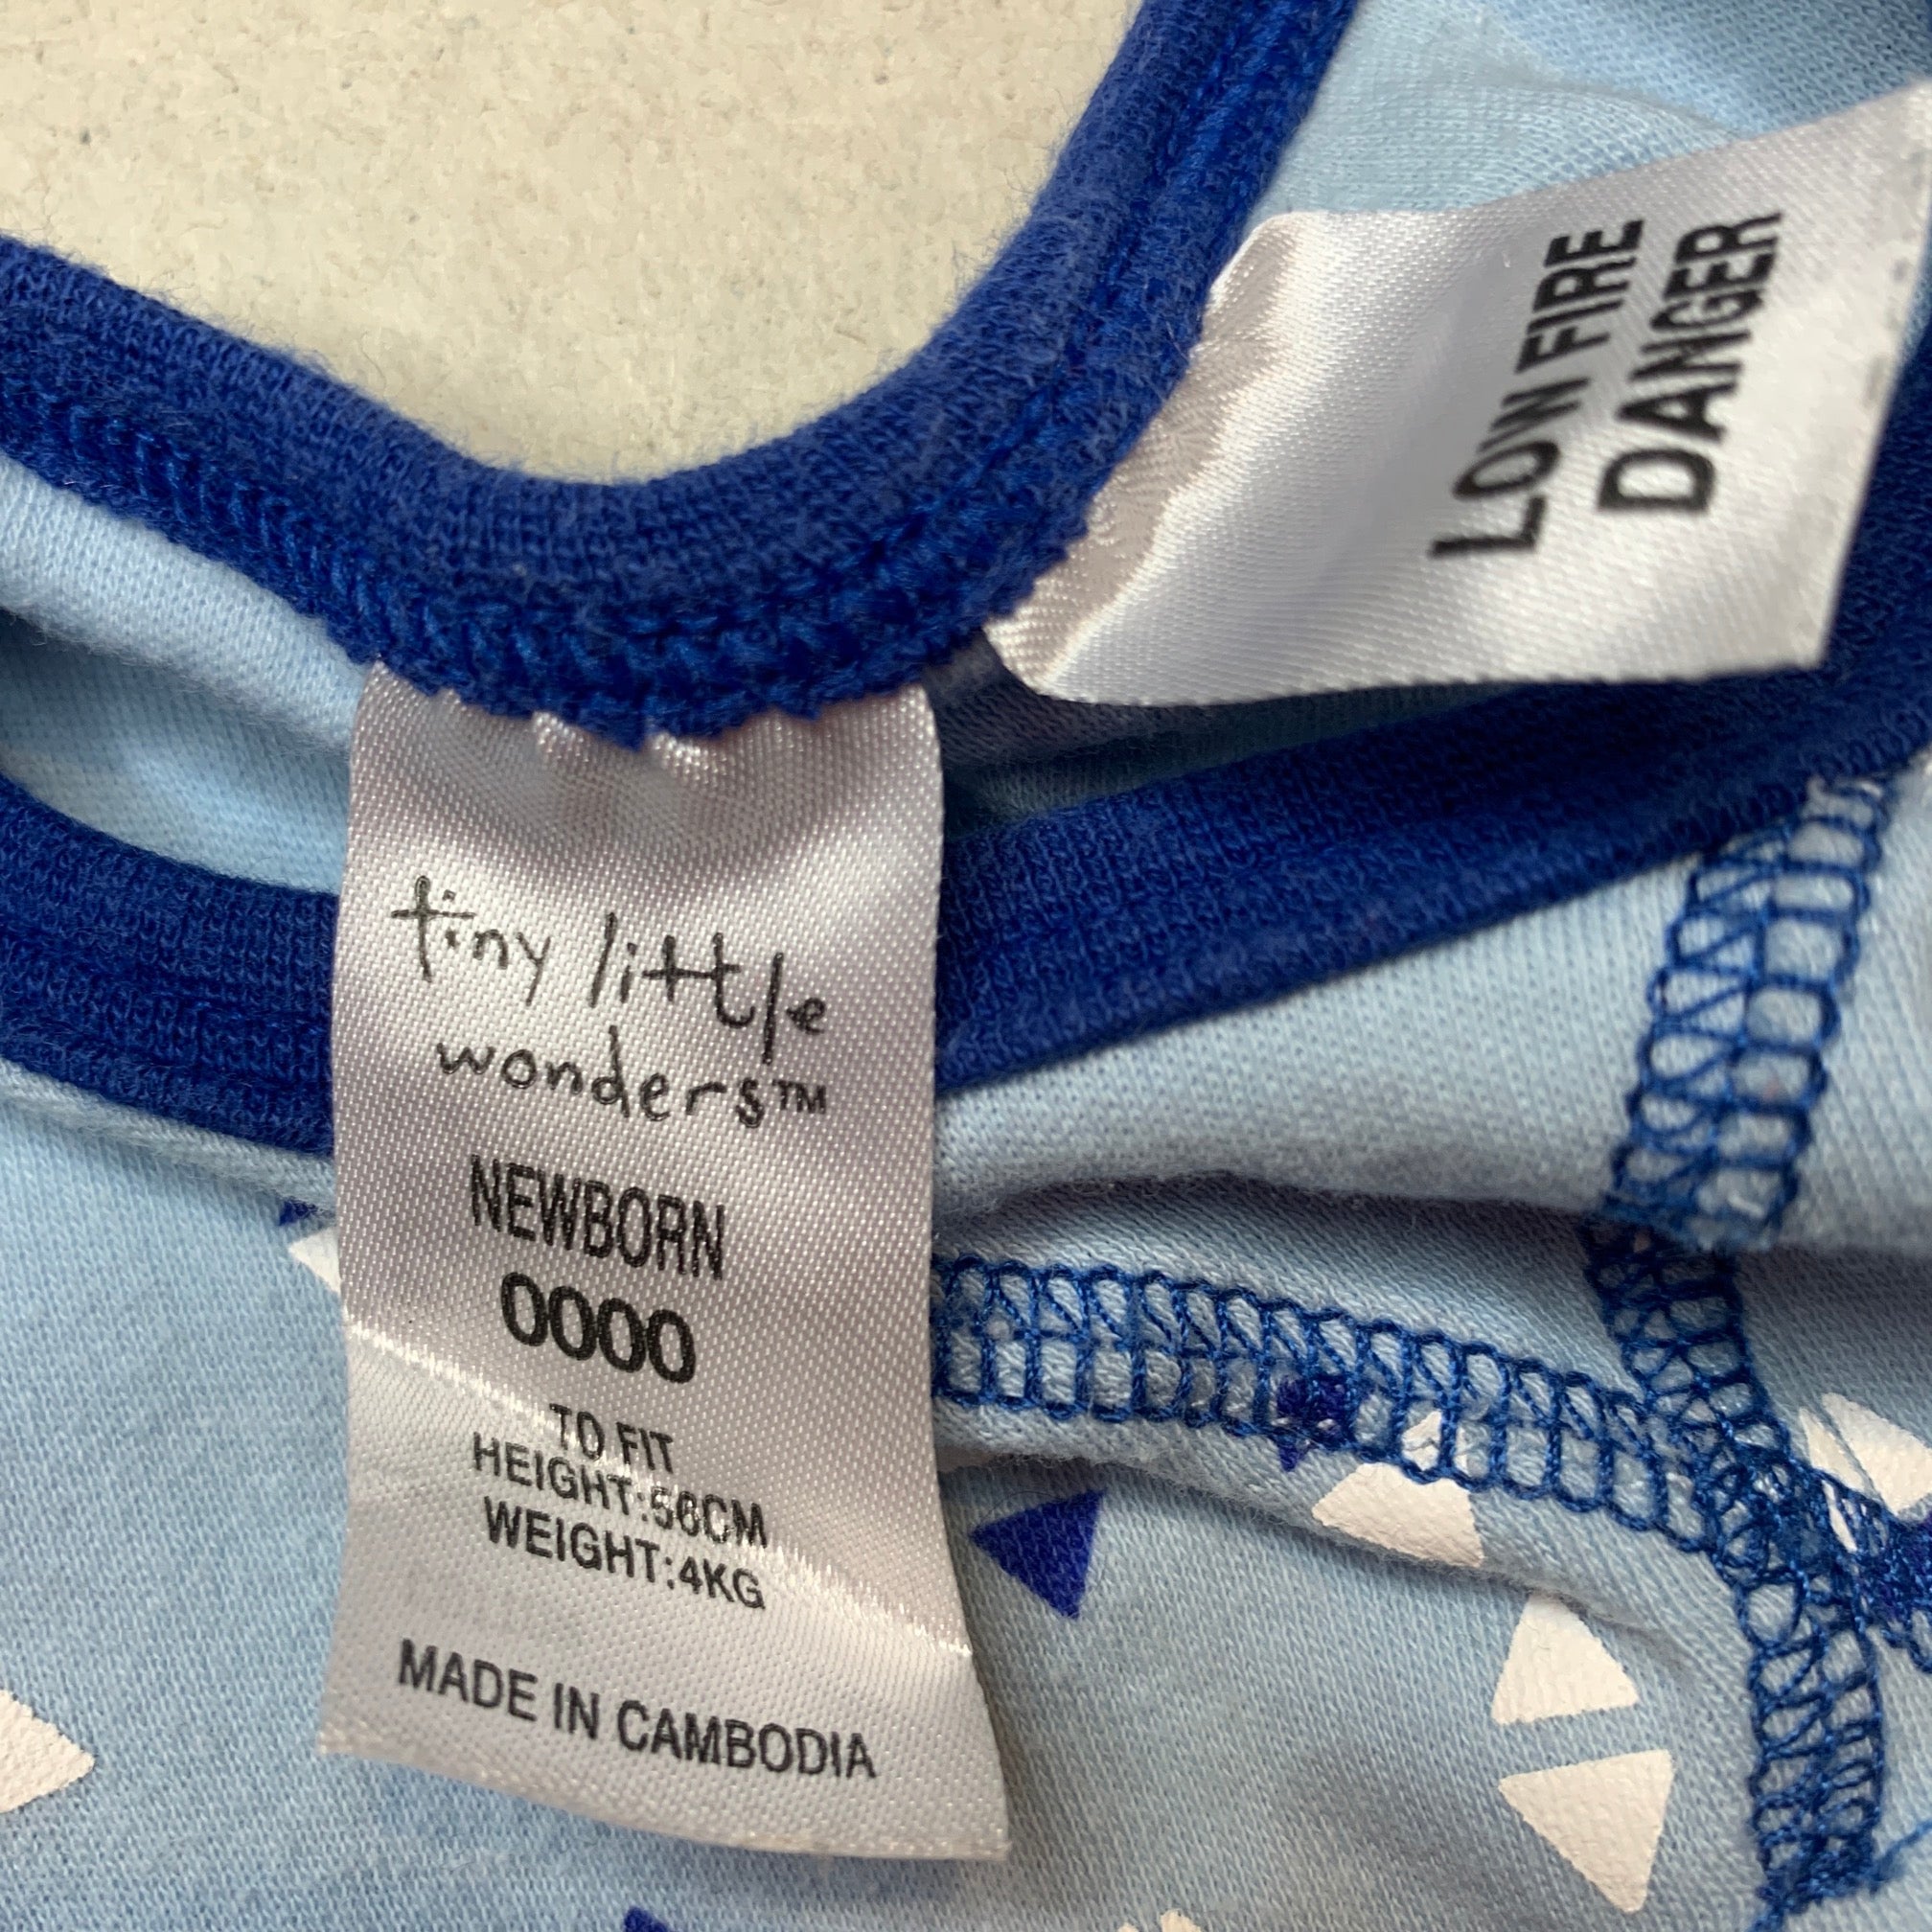 tiny little
wonders™
NEWBORN
0000
TO FIT
HEIGHT:56CM
WEIGHT:4KG
MADE IN CAMBODIA
LOW FIRE
DANGER